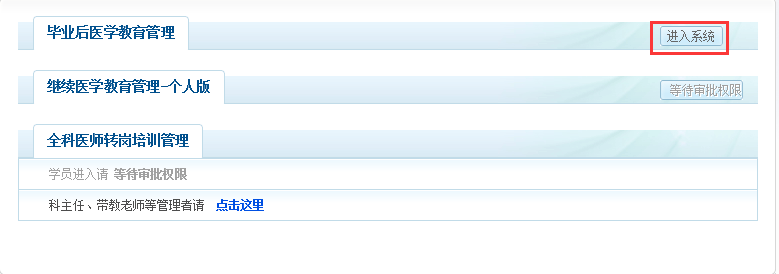 毕业后医学教育管理
进入系统
继续医学教育管理-个人版
等待审批权限
全科医师转岗培训管理
学员进入请 等待审批权限
科主任、带教老师等管理者请 点击这里